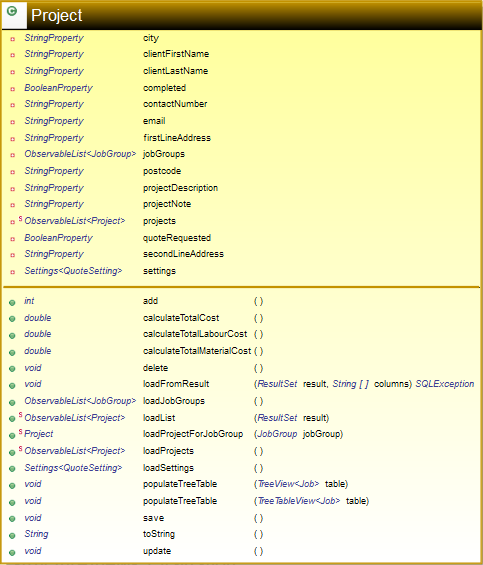 C Project
StringProperty city
StringProperty clientFirstName
StringProperty clientLastName
BooleanProperty completed
StringProperty contactNumber
StringProperty email
StringProperty firstLineAddress
ObservableList<JobGroup> jobGroups
StringProperty postcode
StringProperty projectDescription
StringProperty projectNote
S ObservableList<Project> projects
BooleanProperty quoteRequested
StringProperty secondLineAddress
Settings<QuoteSetting> settings
int add ( )
double calculateTotalCost ( )
double calculateTotalLabourCost ( )
double calculateTotalMaterialCost ( )
void delete ( )
void loadFromResult (ResultSet result, String [ ] columns) SQLException
ObservableList<JobGroup> loadJobGroups ( )
S ObservableList<Project> loadList (ResultSet result)
S Project loadProjectForJobGroup (JobGroup jobGroup)
S ObservableList<Project> loadProjects ( )
Settings<QuoteSetting> loadSettings ( )
void populateTreeTable (TreeView<Job> table)
void populateTreeTable (TreeTableView<Job> table)
void save ( )
String toString ( )
void update ( )